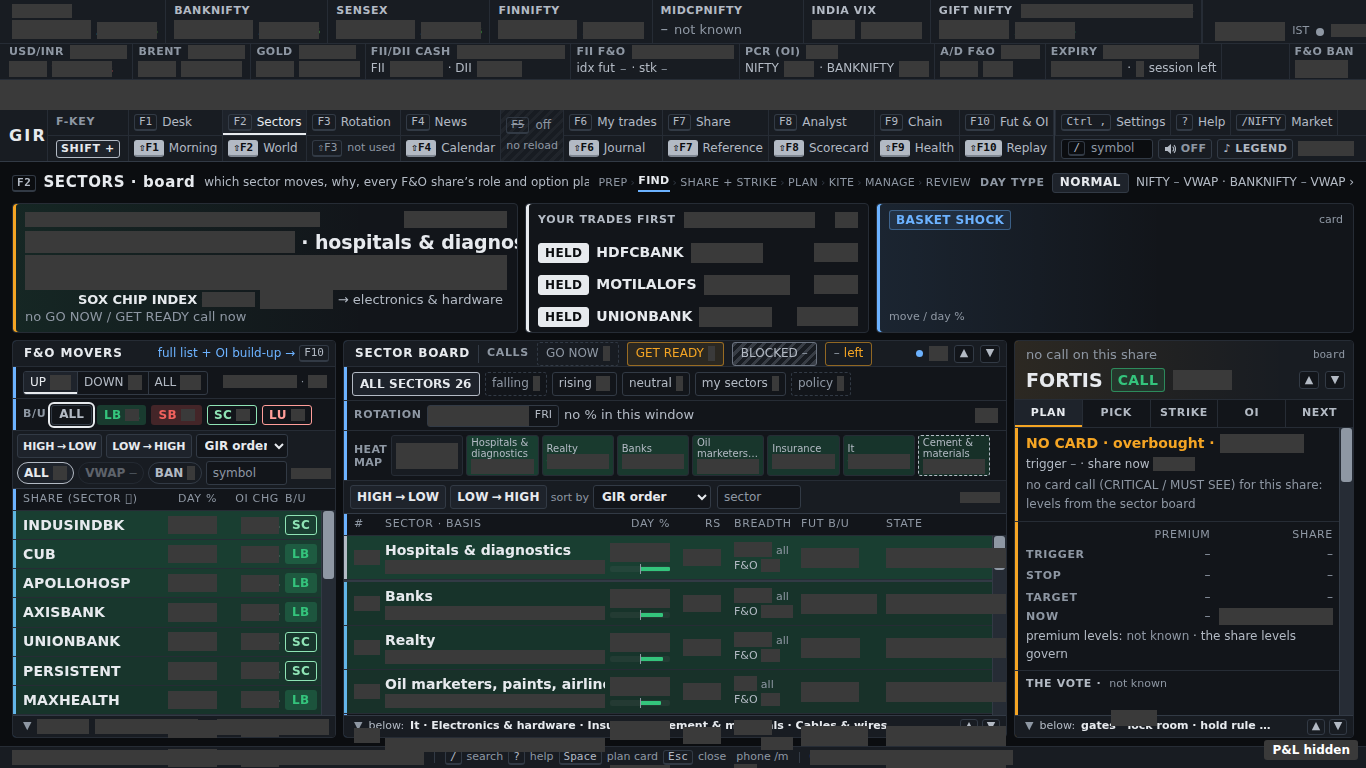 BANKNIFTY SENSEX FINNIFTY MIDCPNIFTY INDIA VIX GIFT NIFTY
– not known IST
USD/INR BRENT GOLD FII/DII CASH FII F&O PCR (OI) A/D F&O EXPIRY F&O BAN
FII · DII idx fut – · stk – NIFTY · BANKNIFTY · session left
GIR F-KEY F1 Desk F2 Sectors F3 Rotation F4 News F5 off F6 My trades F7 Share F8 Analyst F9 Chain F10 Fut & OI Ctrl , Settings ? Help /NIFTY Market
SHIFT + ⇧F1 Morning ⇧F2 World ⇧F3 not used ⇧F4 Calendar no reload ⇧F6 Journal ⇧F7 Reference ⇧F8 Scorecard ⇧F9 Health ⇧F10 Replay / symbol OFF ♪ LEGEND
F2 SECTORS · board which sector moves, why, every F&O share's role and option pla PREP › FIND › SHARE + STRIKE › PLAN › KITE › MANAGE › REVIEW DAY TYPE NORMAL NIFTY – VWAP · BANKNIFTY – VWAP ›
· hospitals & diagnos
SOX CHIP INDEX → electronics & hardware
no GO NOW / GET READY call now
YOUR TRADES FIRST
HELD HDFCBANK
HELD MOTILALOFS
HELD UNIONBANK
BASKET SHOCK card
move / day %
F&O MOVERS full list + OI build-up → F10
UP DOWN ALL ·
B/U ALL LB SB SC LU
HIGH → LOW LOW → HIGH GIR order
ALL VWAP – BAN symbol
SHARE (SECTOR ) DAY % OI CHG B/U
INDUSINDBK SC
CUB LB
APOLLOHOSP LB
AXISBANK LB
UNIONBANK SC
PERSISTENT SC
MAXHEALTH LB
▼
SECTOR BOARD CALLS GO NOW GET READY BLOCKED – – left ▲ ▼
ALL SECTORS 26 falling rising neutral my sectors policy
ROTATION FRI no % in this window
HEAT MAP Hospitals & diagnostics Realty Banks Oil marketers… Insurance It Cement & materials
HIGH → LOW LOW → HIGH sort by GIR order sector
# SECTOR · BASIS DAY % RS BREADTH FUT B/U STATE
Hospitals & diagnostics all
F&O
Banks all
F&O
Realty all
F&O
Oil marketers, paints, airline all
F&O
▼ below: It · Electronics & hardware · · Cables & wires ▲ ▼
no call on this share board
FORTIS CALL ▲ ▼
PLAN PICK STRIKE OI NEXT
NO CARD · overbought ·
trigger – · share now
no card call (CRITICAL / MUST SEE) for this share:
levels from the sector board
PREMIUM SHARE
TRIGGER – –
STOP – –
TARGET – –
NOW –
premium levels: not known · the share levels
govern
THE VOTE · not known
▼ below: gates room · hold rule … ▲ ▼
/ search ? help Space plan card Esc close phone /m
P&L hidden